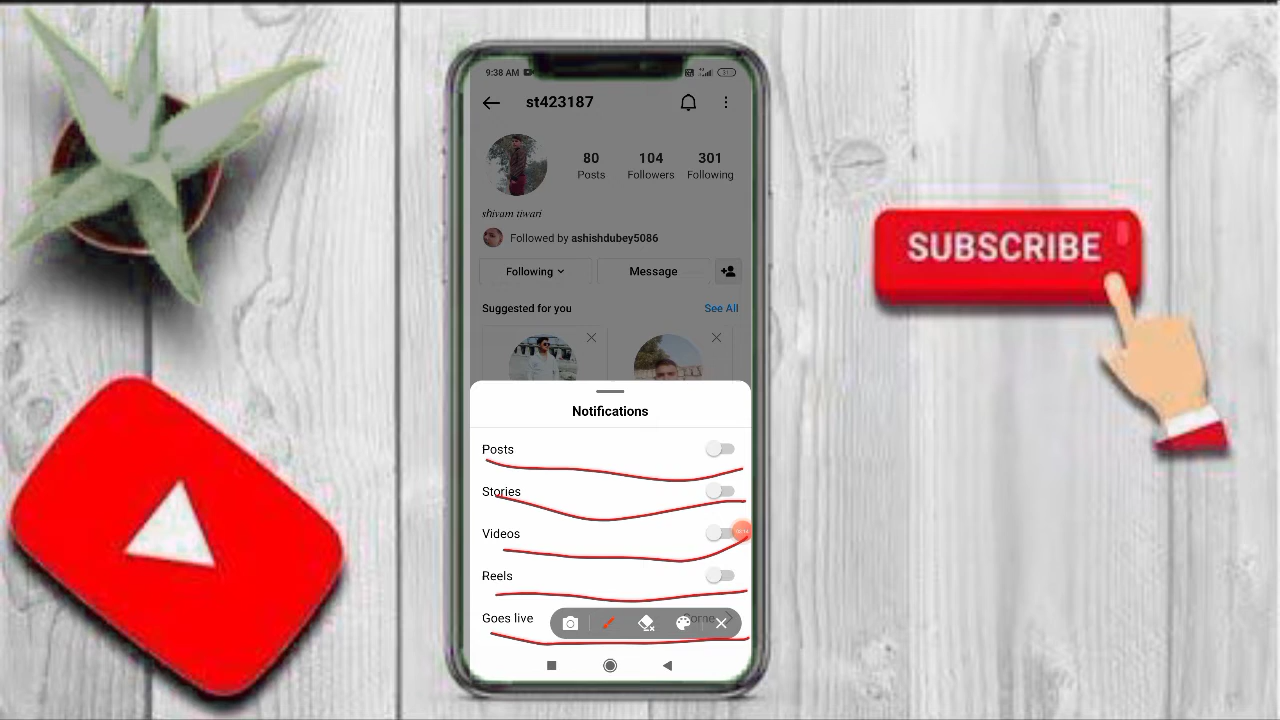 9:38 AM
st423187
80 104 301
Posts Followers Following
shivam tiwari
Followed by ashishdubey5086
Following Message
Suggested for you See All
Notifications
Posts
Stories
Videos
Reels
Goes live
SUBSCRIBE